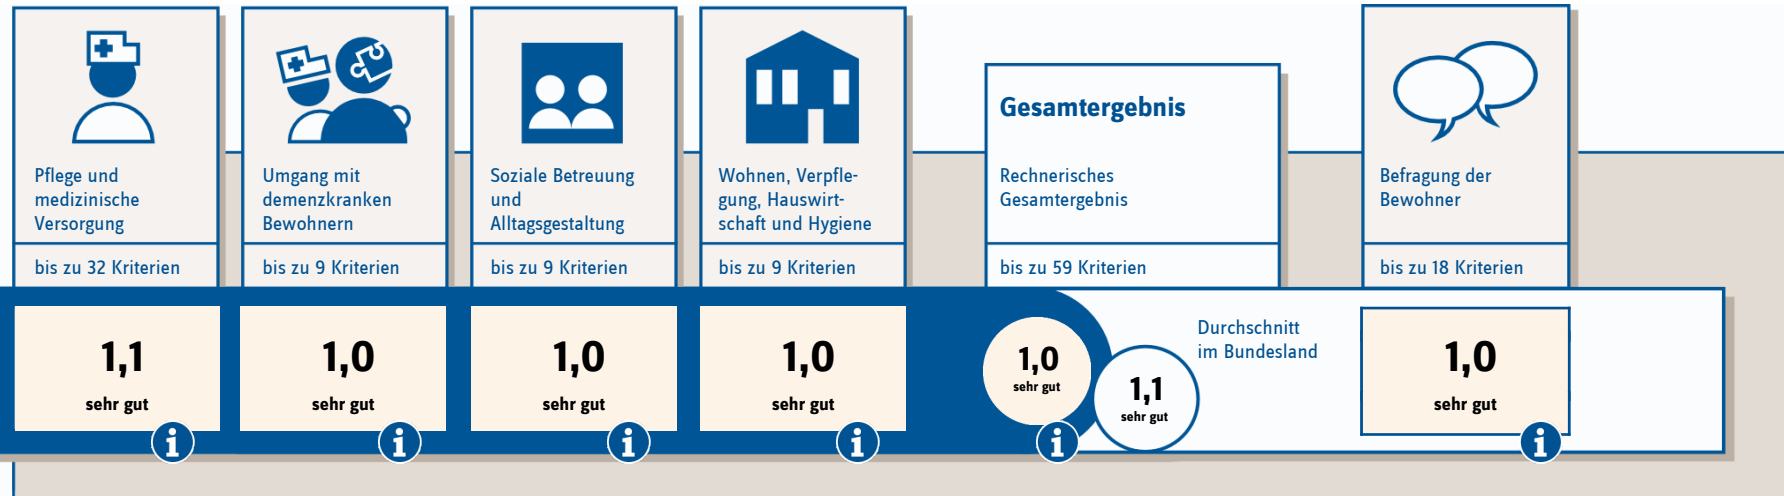 Pflege und
medizinische
Versorgung
bis zu 32 Kriterien
1,1
sehr gut
Umgang mit
demenzkranken
Bewohnern
bis zu 9 Kriterien
1,0
sehr gut
Soziale Betreuung
und
Alltagsgestaltung
bis zu 9 Kriterien
1,0
sehr gut
Wohnen, Verpfle-
gung, Hauswirt-
schaft und Hygiene
bis zu 9 Kriterien
1,0
sehr gut
Gesamtergebnis
Rechnerisches
Gesamtergebnis
bis zu 59 Kriterien
1,0
sehr gut
1,1
sehr gut
Durchschnitt
im Bundesland
Befragung der
Bewohner
bis zu 18 Kriterien
1,0
sehr gut
i
i
i
i
i
i